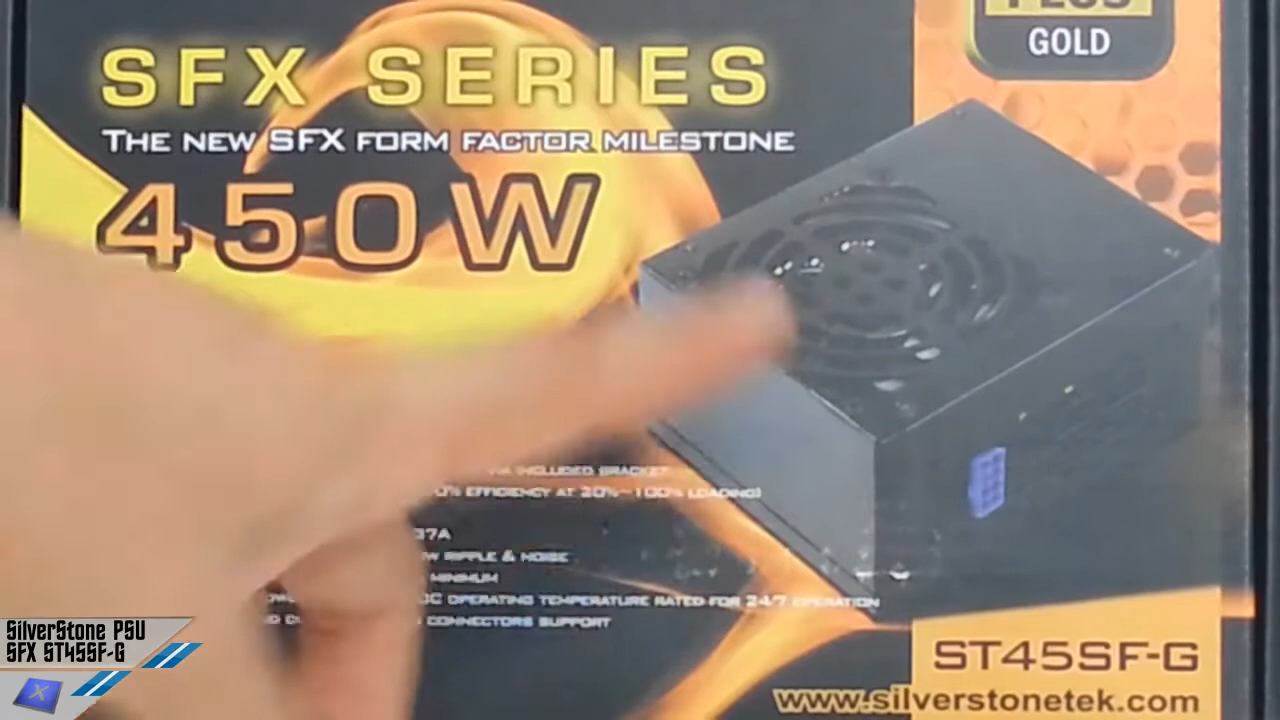 PLUS
GOLD
SFX SERIES
THE NEW SFX FORM FACTOR MILESTONE
450W
INCLUDED BRACKET
EFFICIENCY AT 20%~100% LOADING)
37A
RIPPLE & NOISE
MINIMUM
OPERATING TEMPERATURE RATED FOR 24/7 OPERATION
CONNECTORS SUPPORT
ST45SF-G
www.silverstonetek.com
SilverStone PSU
SFX ST45SF-G